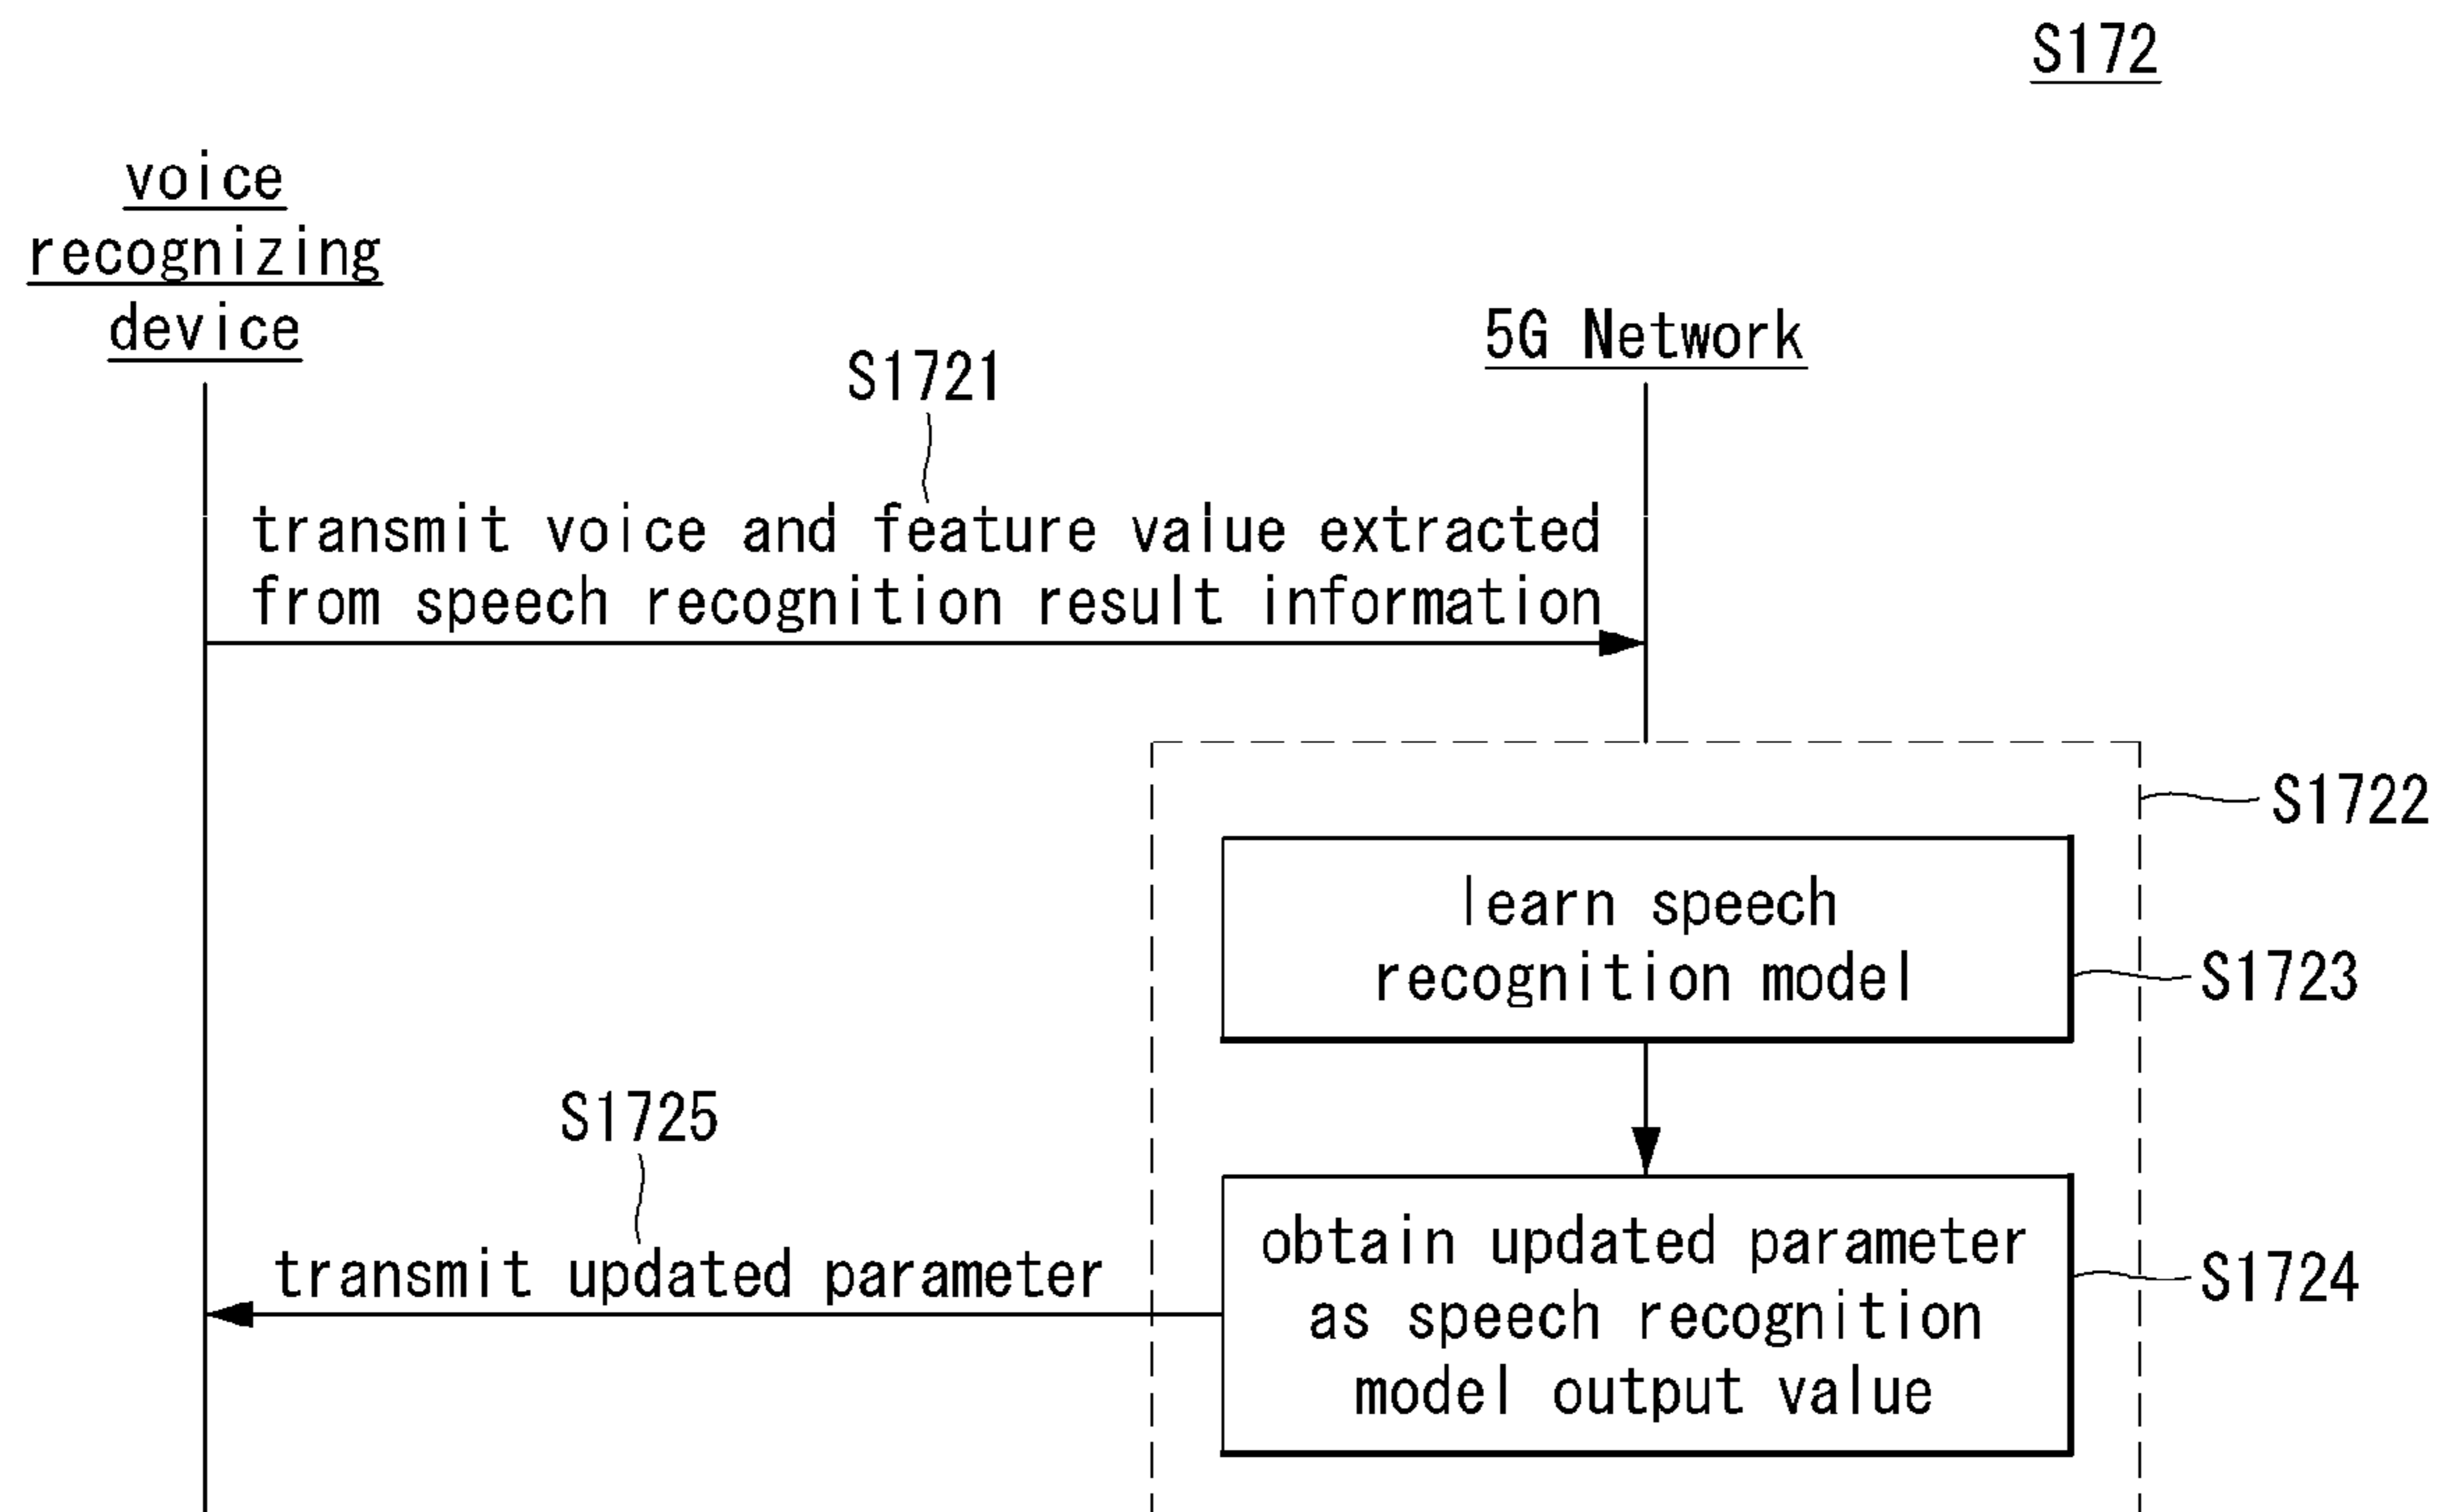 S172
voice
recognizing
device
5G Network
S1721
transmit voice and feature value extracted
from speech recognition result information
S1722
learn speech
recognition model
S1723
S1725
transmit updated parameter
obtain updated parameter
as speech recognition
model output value
S1724